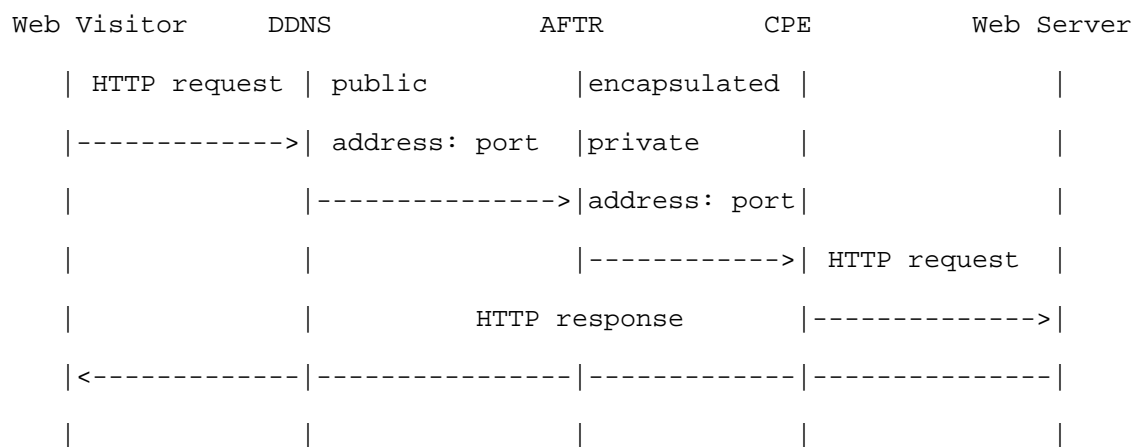 Web Visitor      DDNS             AFTR          CPE          Web Server
   | HTTP request | public          |encapsulated |                |
   |------------->| address: port   |private      |                |
   |              |---------------->|address: port|                |
   |              |                 |------------>| HTTP request   |
   |              |           HTTP response       |--------------->|
   |<-------------|-----------------|-------------|----------------|
   |              |                 |             |                |